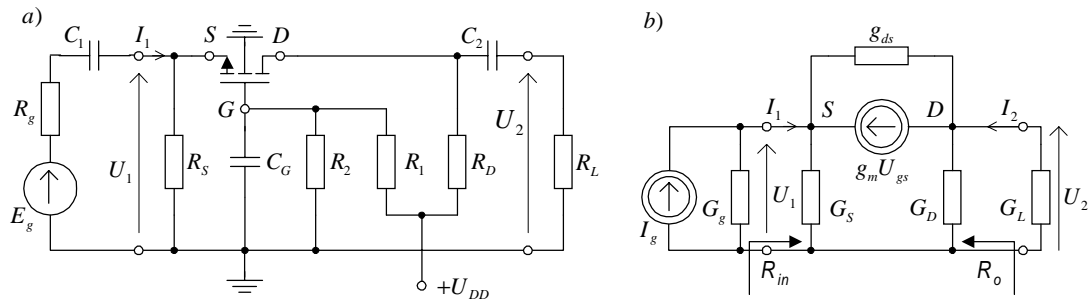 a)
C1 I1 S D C2
Rg G U2
U1 RS CG R2 R1 RD RL
Eg
+UDD
b)
gds
I1 S D I2
gmUgs
U1 U2
Ig Gg GS GD GL
Rin Ro